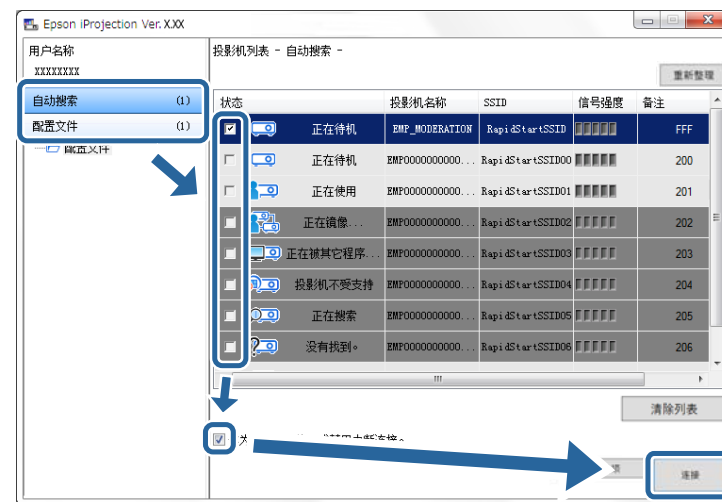 Epson iProjection Ver. X.XX
用户名称
XXXXXXXX
自动搜索 (1)
配置文件 (1)
配置文件
投影机列表 - 自动搜索 -
重新整理
状态 投影机名称 SSID 信号强度 备注
正在待机 EMP_MODERATION RapidStartSSID FFF
正在待机 EMP0000000000... RapidStartSSID00 200
正在使用 EMP0000000000... RapidStartSSID01 201
正在镜像... EMP0000000000... RapidStartSSID02 202
正在被其它程序... EMP0000000000... RapidStartSSID03 203
投影机不受支持 EMP0000000000... RapidStartSSID04 204
正在搜索 EMP0000000000... RapidStartSSID05 205
没有找到。 EMP0000000000... RapidStartSSID06 206
清除列表
连接